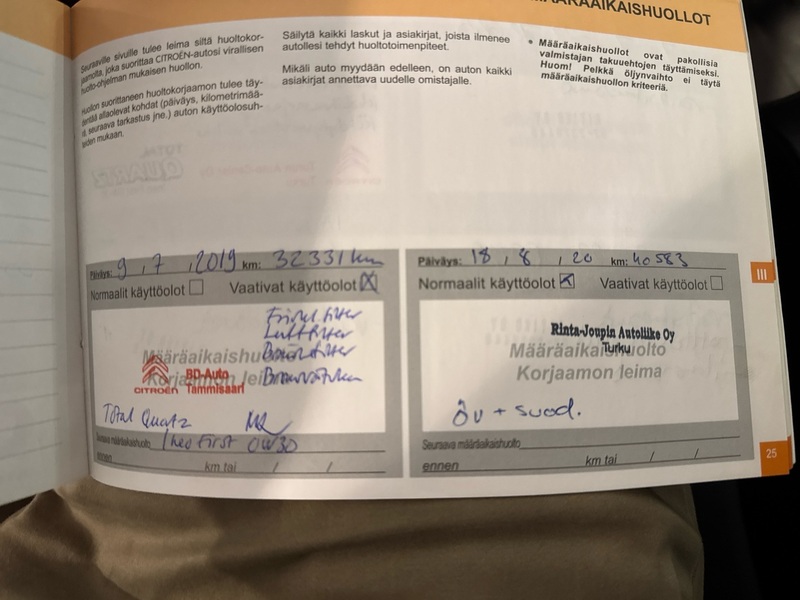 MÄÄRÄAIKAISHUOLLOT
Seuraaville sivuille tulee leima siltä huoltokor-
jaamolta, joka suorittaa CITROËN-autosi virallisen
huolto-ohjelman mukaisen huollon.
Huollon suorittaneen huoltokorjaamon tulee täy-
tentää allaolevat kohdat (päiväys, kilometrimää-
rä, seuraava tarkastus jne.) auton käyttöolosuh-
teiden mukaan.
Säilytä kaikki laskut ja asiakirjat, joista ilmenee
autollesi tehdyt huoltotoimenpiteet.
Mikäli auto myydään edelleen, on auton kaikki
asiakirjat annettava uudelle omistajalle.
• Määräaikaishuollot ovat pakollisia
valmistajan takuuehtojen täyttämiseksi.
Huom! Pelkkä öljynvaihto ei täytä
määräaikaishuollon kriteeriä.
Päiväys: 9 , 7 , 2019 km: 32331 km
Normaalit käyttöolot Vaativat käyttöolot X
Friskfilter
Luftfilter
Määräaikaishuolto
Korjaamon leima
CITROËN
BD-Auto
Tammisaari
Total Quartz
Ineo First 0W30
Seuraava määräaikaishuolto
ennen km tai / /
Päiväys: 18 , 8 , 20 km: 40583
Normaalit käyttöolot X Vaativat käyttöolot
Rinta-Joupin Autoliike Oy
Turku
Määräaikaishuolto
Korjaamon leima
öv + suod.
Seuraava määräaikaishuolto
ennen km tai / /
III
25